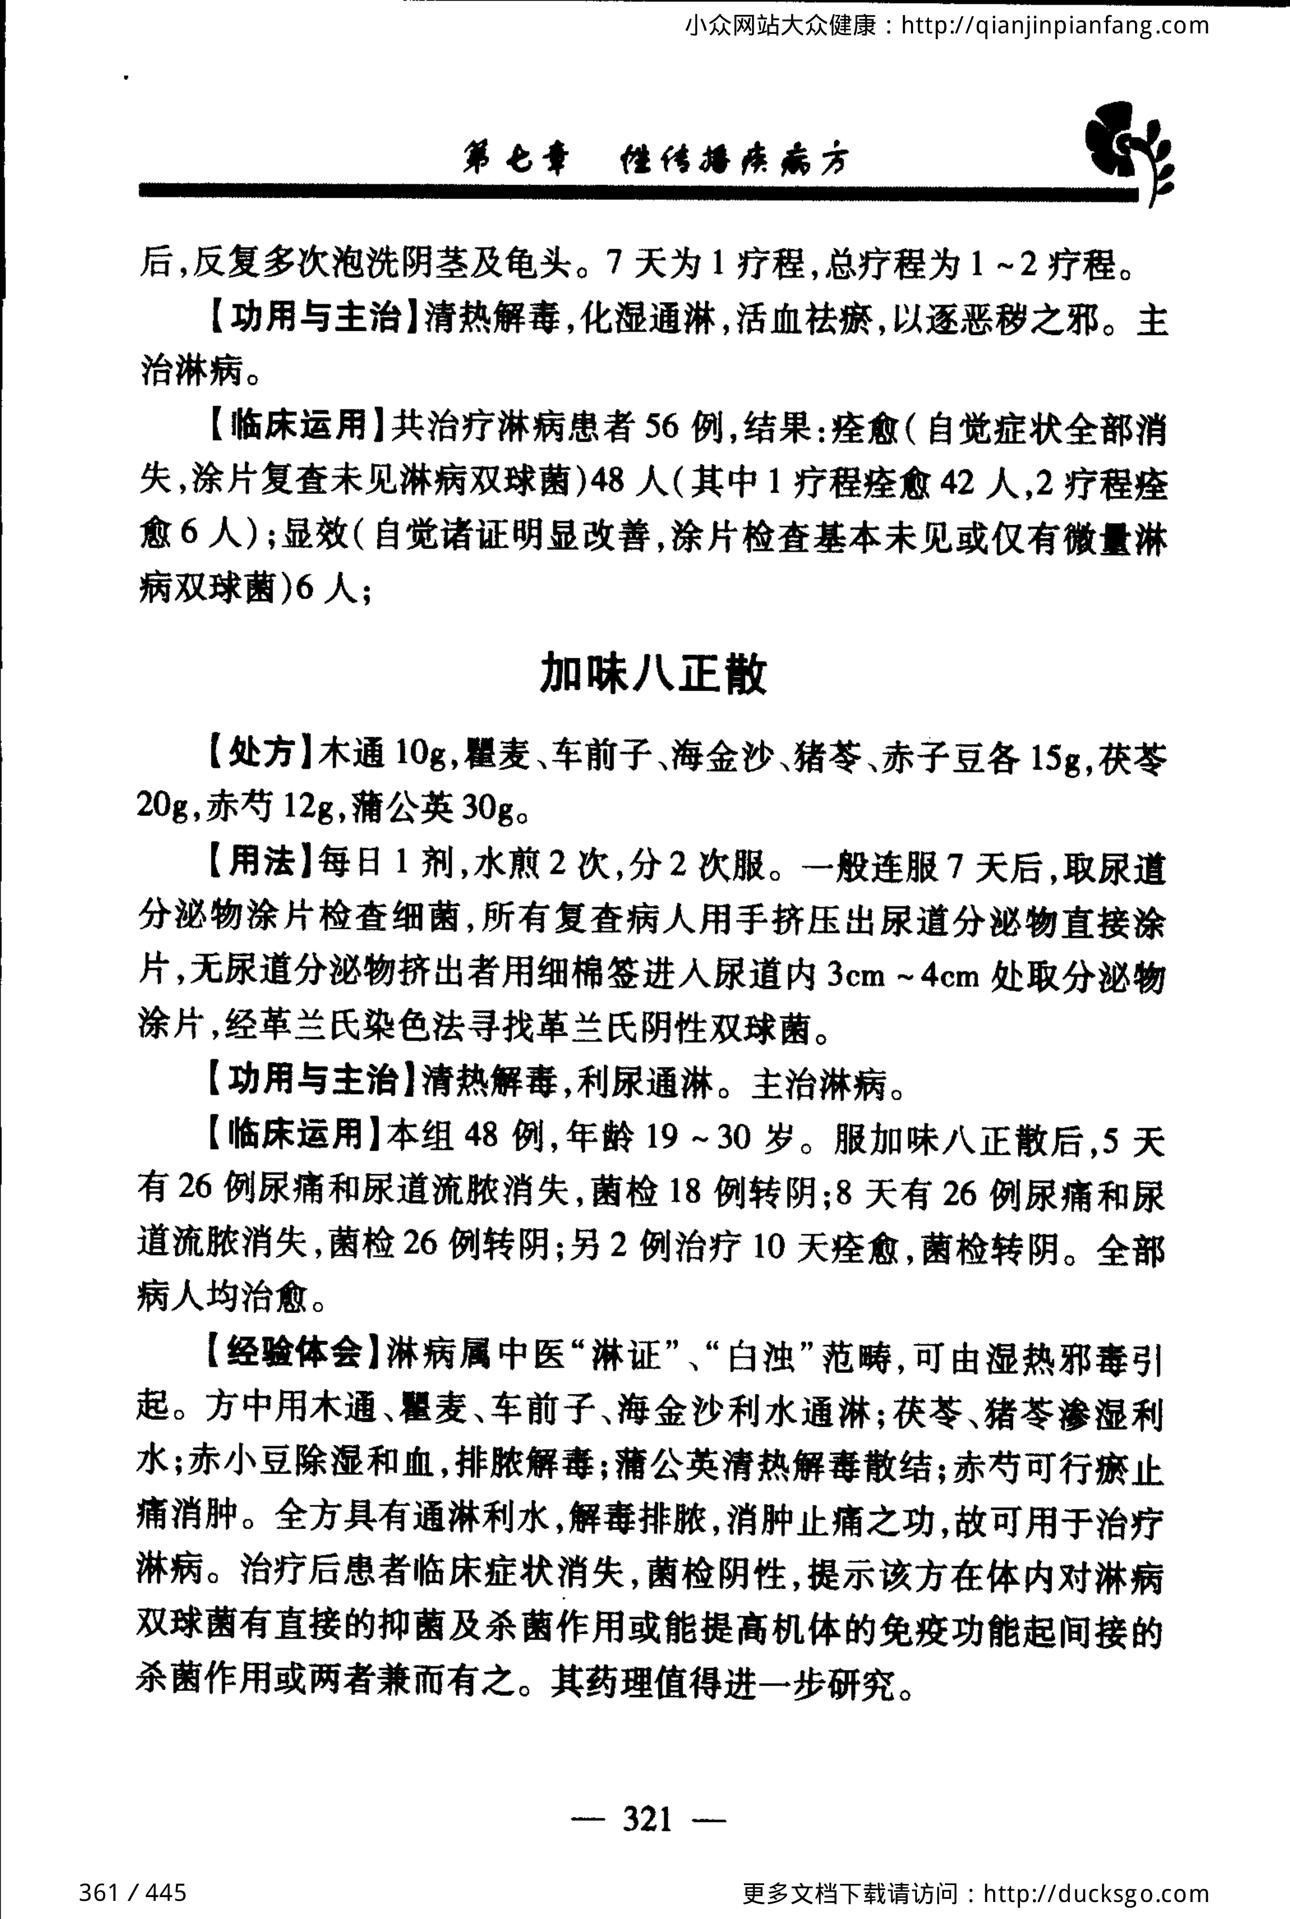 小众网站大众健康：http://qianjinpianfang.com
第七章 性传播疾病方
后,反复多次泡洗阴茎及龟头。7 天为 1 疗程,总疗程为 1～2 疗程。
【功用与主治】清热解毒,化湿通淋,活血祛瘀,以逐恶秽之邪。主
治淋病。
【临床运用】共治疗淋病患者 56 例,结果:痊愈(自觉症状全部消
失,涂片复查未见淋病双球菌)48 人(其中 1 疗程痊愈 42 人,2 疗程痊
愈 6 人);显效(自觉诸证明显改善,涂片检查基本未见或仅有微量淋
病双球菌)6 人;
加味八正散
【处方】木通 10g,瞿麦、车前子、海金沙、猪苓、赤子豆各 15g,茯苓
20g,赤芍 12g,蒲公英 30g。
【用法】每日 1 剂,水煎 2 次,分 2 次服。一般连服 7 天后,取尿道
分泌物涂片检查细菌,所有复查病人用手挤压出尿道分泌物直接涂
片,无尿道分泌物挤出者用细棉签进入尿道内 3cm～4cm 处取分泌物
涂片,经革兰氏染色法寻找革兰氏阴性双球菌。
【功用与主治】清热解毒,利尿通淋。主治淋病。
【临床运用】本组 48 例,年龄 19～30 岁。服加味八正散后,5 天
有 26 例尿痛和尿道流脓消失,菌检 18 例转阴;8 天有 26 例尿痛和尿
道流脓消失,菌检 26 例转阴;另 2 例治疗 10 天痊愈,菌检转阴。全部
病人均治愈。
【经验体会】淋病属中医“淋证”、“白浊”范畴,可由湿热邪毒引
起。方中用木通、瞿麦、车前子、海金沙利水通淋;茯苓、猪苓渗湿利
水;赤小豆除湿和血,排脓解毒;蒲公英清热解毒散结;赤芍可行瘀止
痛消肿。全方具有通淋利水,解毒排脓,消肿止痛之功,故可用于治疗
淋病。治疗后患者临床症状消失,菌检阴性,提示该方在体内对淋病
双球菌有直接的抑菌及杀菌作用或能提高机体的免疫功能起间接的
杀菌作用或两者兼而有之。其药理值得进一步研究。
— 321 —
361 / 445
更多文档下载请访问：http://ducksgo.com